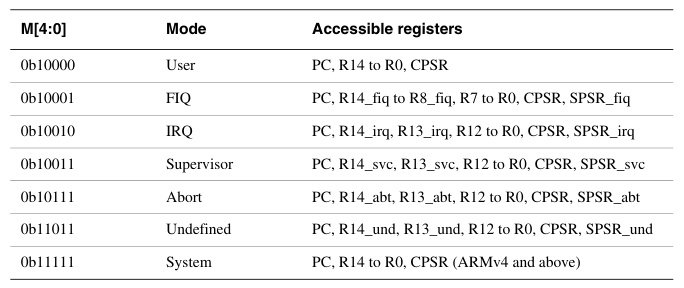 M[4:0] Mode Accessible registers
0b10000 User PC, R14 to R0, CPSR
0b10001 FIQ PC, R14_fiq to R8_fiq, R7 to R0, CPSR, SPSR_fiq
0b10010 IRQ PC, R14_irq, R13_irq, R12 to R0, CPSR, SPSR_irq
0b10011 Supervisor PC, R14_svc, R13_svc, R12 to R0, CPSR, SPSR_svc
0b10111 Abort PC, R14_abt, R13_abt, R12 to R0, CPSR, SPSR_abt
0b11011 Undefined PC, R14_und, R13_und, R12 to R0, CPSR, SPSR_und
0b11111 System PC, R14 to R0, CPSR (ARMv4 and above)